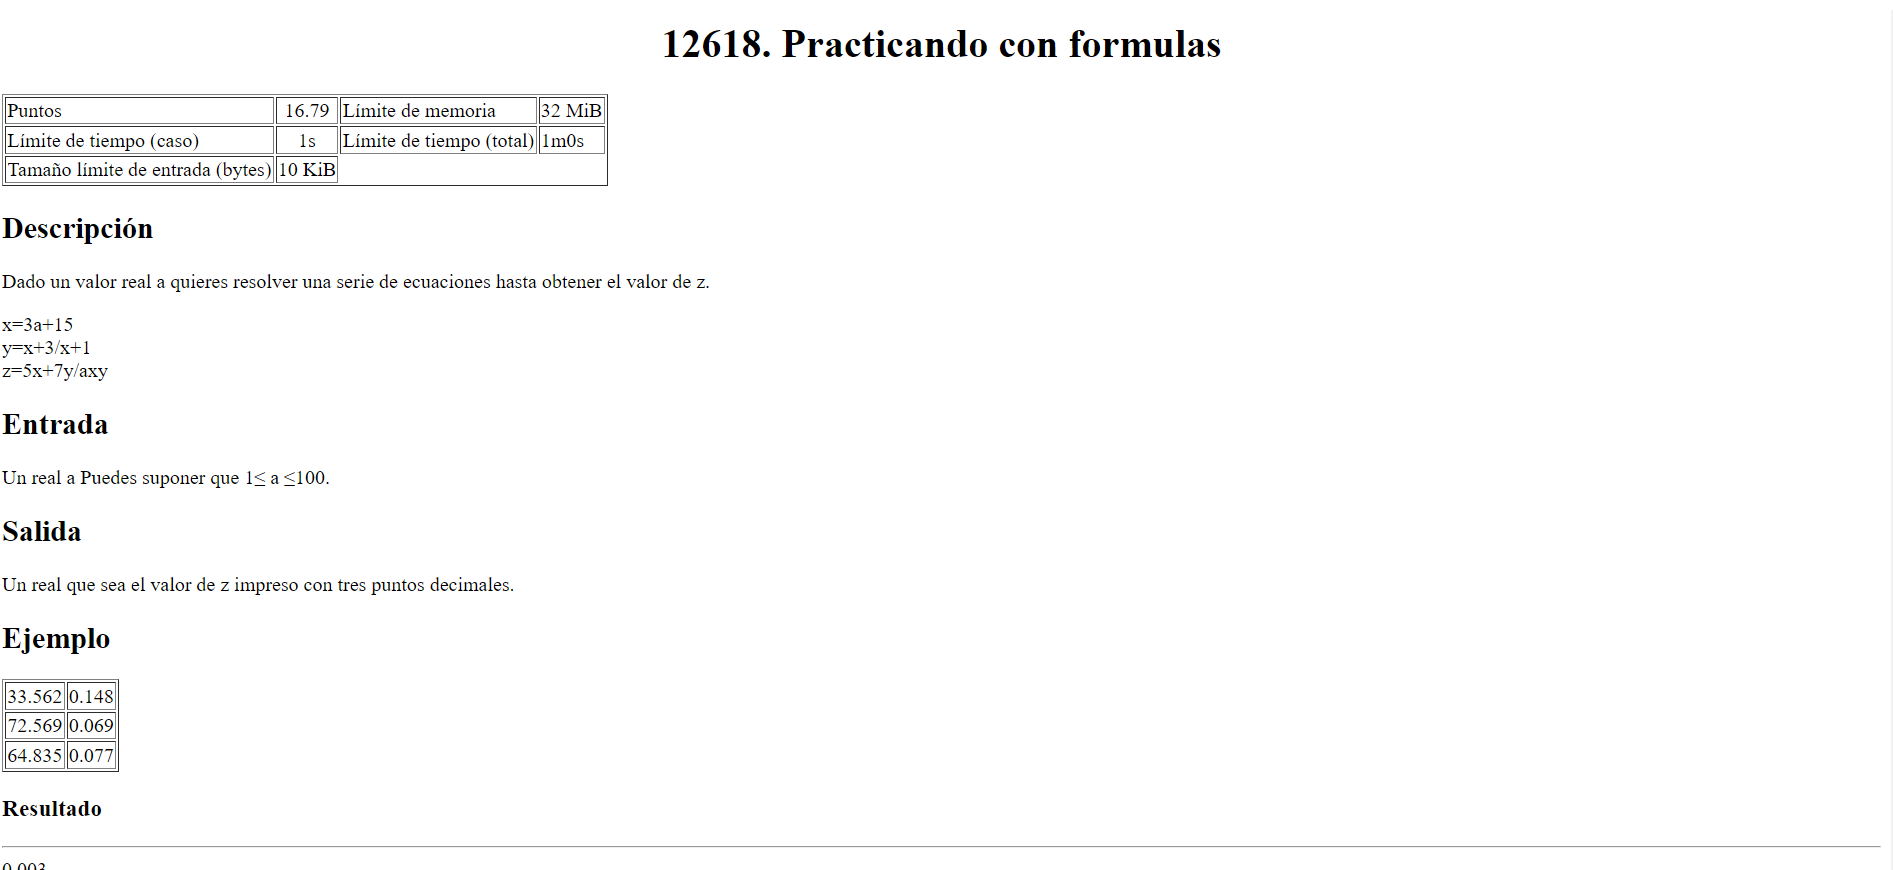 12618. Practicando con formulas
Puntos 16.79 Límite de memoria 32 MiB
Límite de tiempo (caso) 1s Límite de tiempo (total) 1m0s
Tamaño límite de entrada (bytes) 10 KiB
Descripción
Dado un valor real a quieres resolver una serie de ecuaciones hasta obtener el valor de z.
x=3a+15
y=x+3/x+1
z=5x+7y/axy
Entrada
Un real a Puedes suponer que 1≤ a ≤100.
Salida
Un real que sea el valor de z impreso con tres puntos decimales.
Ejemplo
33.562 0.148
72.569 0.069
64.835 0.077
Resultado
0.003